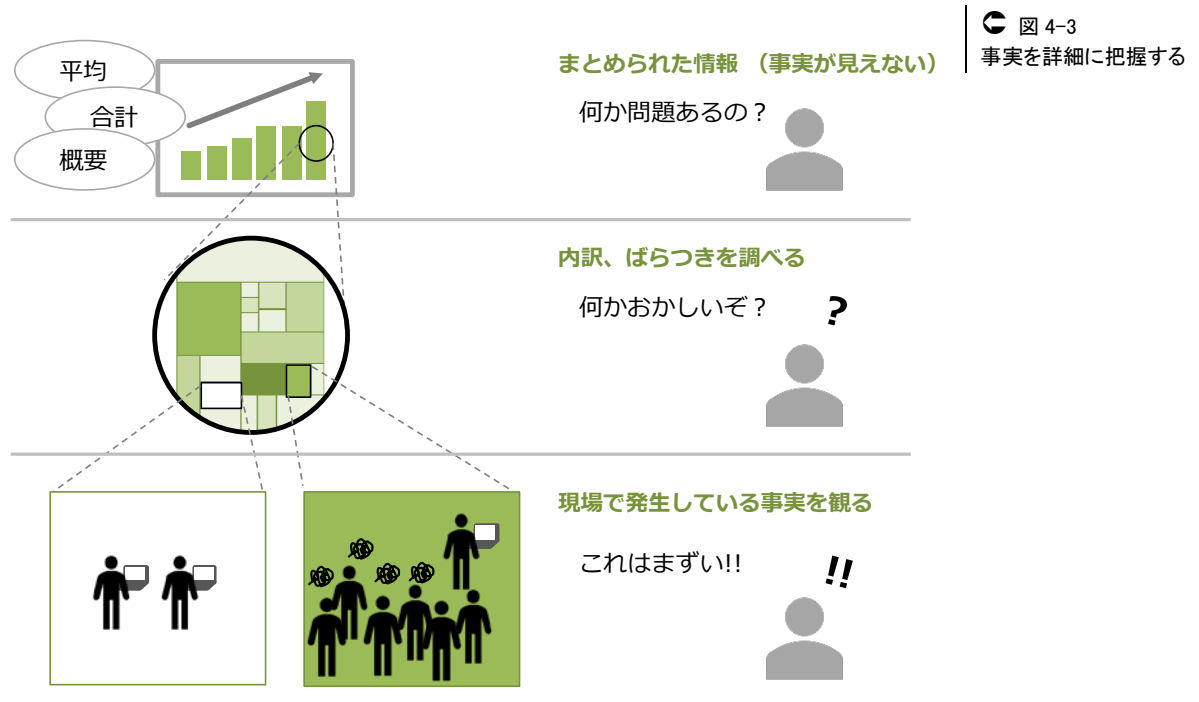 図 4-3
事実を詳細に把握する
平均
合計
概要
まとめられた情報 （事実が見えない）
何か問題あるの？
内訳、ばらつきを調べる
何かおかしいぞ？
?
現場で発生している事実を観る
これはまずい!!
!!